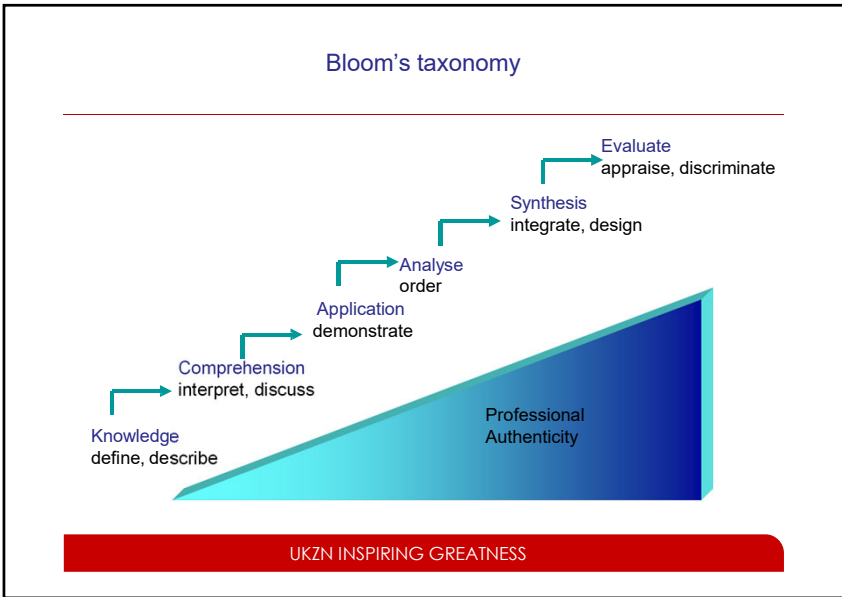 Bloom's taxonomy
Evaluate
appraise, discriminate
Synthesis
integrate, design
Analyse
order
Application
demonstrate
Comprehension
interpret, discuss
Knowledge
define, describe
Professional
Authenticity
UKZN INSPIRING GREATNESS